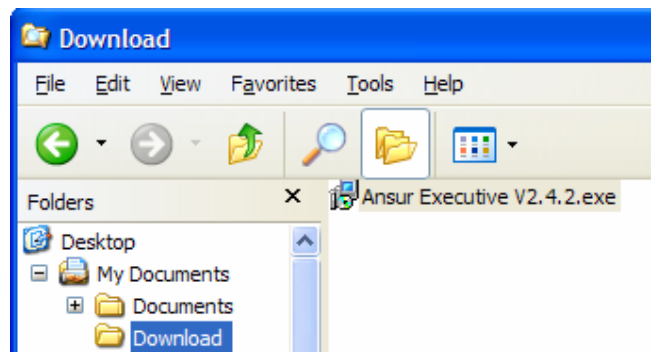 Download
File Edit View Favorites Tools Help
Folders
Ansur Executive V2.4.2.exe
Desktop
My Documents
Documents
Download